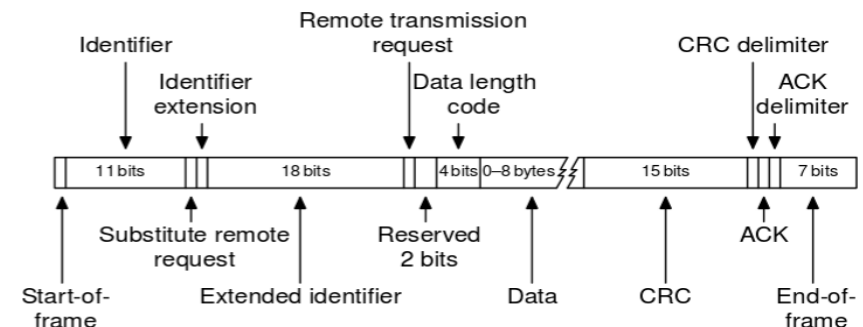 Remote transmission
request
Identifier
CRC delimiter
Identifier
extension
Data length
code
ACK
delimiter
11 bits
18 bits
4 bits
0–8 bytes
15 bits
7 bits
Substitute remote
request
Reserved
2 bits
ACK
Start-of-
frame
Extended identifier
Data
CRC
End-of-
frame